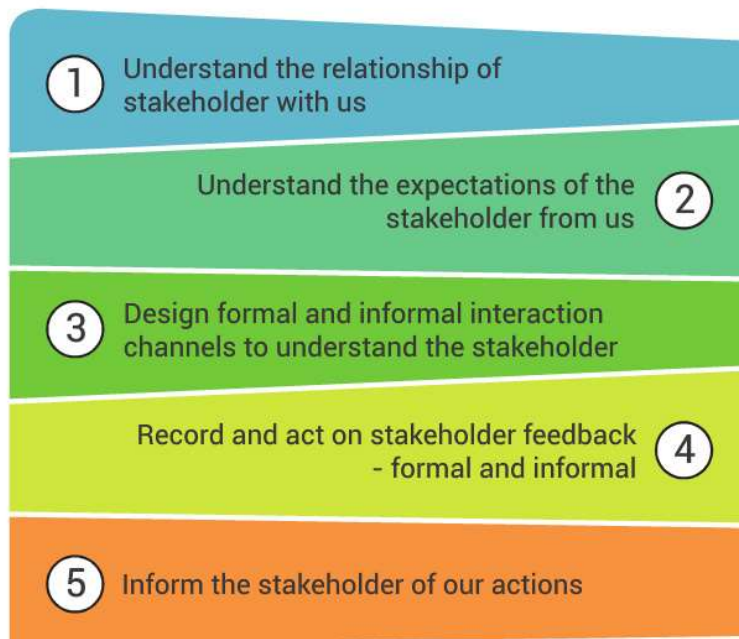 1
Understand the relationship of
stakeholder with us
Understand the expectations of the
stakeholder from us
2
3
Design formal and informal interaction
channels to understand the stakeholder
Record and act on stakeholder feedback
- formal and informal
4
5
Inform the stakeholder of our actions